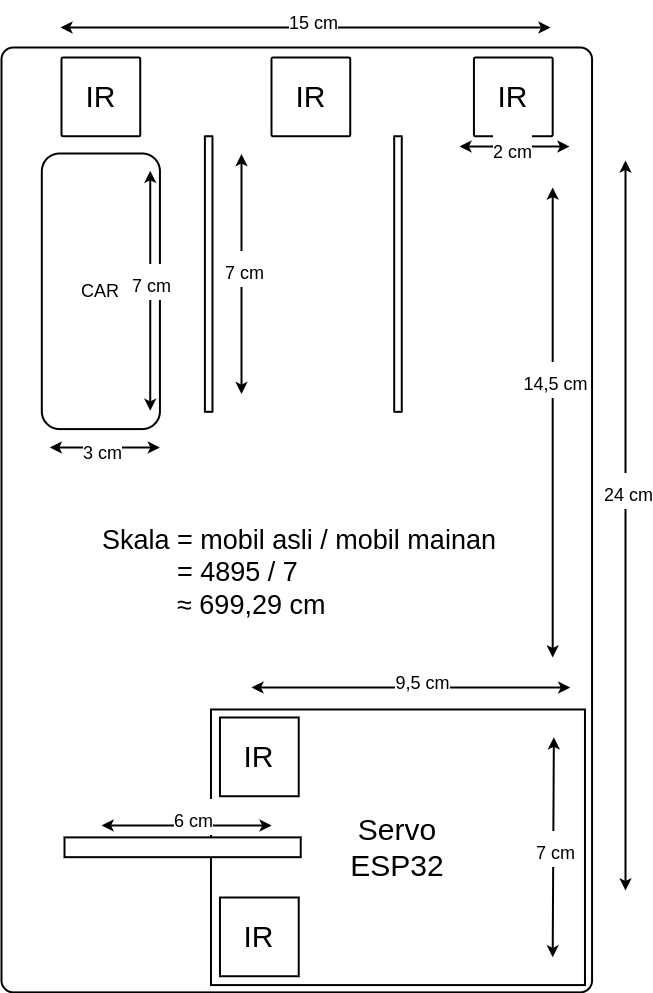 15 cm
IR
IR
IR
2 cm
7 cm
7 cm
CAR
14,5 cm
3 cm
24 cm
Skala = mobil asli / mobil mainan
= 4895 / 7
≈ 699,29 cm
9,5 cm
IR
6 cm
Servo
ESP32
7 cm
IR